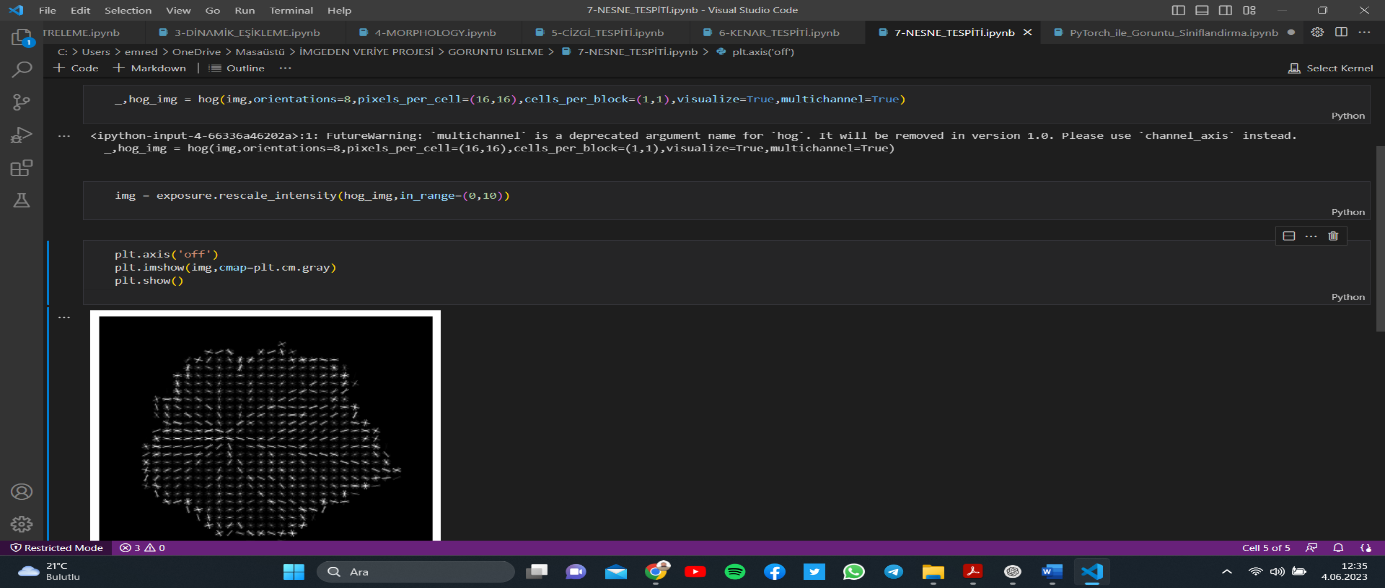 File Edit Selection View Go Run Terminal Help
7-NESNE_TESPİTİ.ipynb - Visual Studio Code
TRELEME.ipynb
3-DİNAMİK_EŞİKLEME.ipynb
4-MORPHOLOGY.ipynb
5-CİZGİ_TESPİTİ.ipynb
6-KENAR_TESPİTİ.ipynb
7-NESNE_TESPİTİ.ipynb
PyTorch_ile_Goruntu_Siniflandirma.ipynb
C: > Users > emred > OneDrive > Masaüstü > İMGEDEN VERİYE PROJESİ > GORUNTU ISLEME > 7-NESNE_TESPİTİ.ipynb > plt.axis('off')
+ Code + Markdown | Outline ...
Select Kernel
_,hog_img = hog(img,orientations=8,pixels_per_cell=(16,16),cells_per_block=(1,1),visualize=True,multichannel=True)
Python
<ipython-input-4-66336a46202a>:1: FutureWarning: `multichannel` is a deprecated argument name for `hog`. It will be removed in version 1.0. Please use `channel_axis` instead.
_,hog_img = hog(img,orientations=8,pixels_per_cell=(16,16),cells_per_block=(1,1),visualize=True,multichannel=True)
img = exposure.rescale_intensity(hog_img,in_range=(0,10))
Python
plt.axis('off')
plt.imshow(img,cmap=plt.cm.gray)
plt.show()
Python
Restricted Mode
3 0
Cell 5 of 5
1
21°C
Bulutlu
Ara
12:35
4.06.2023